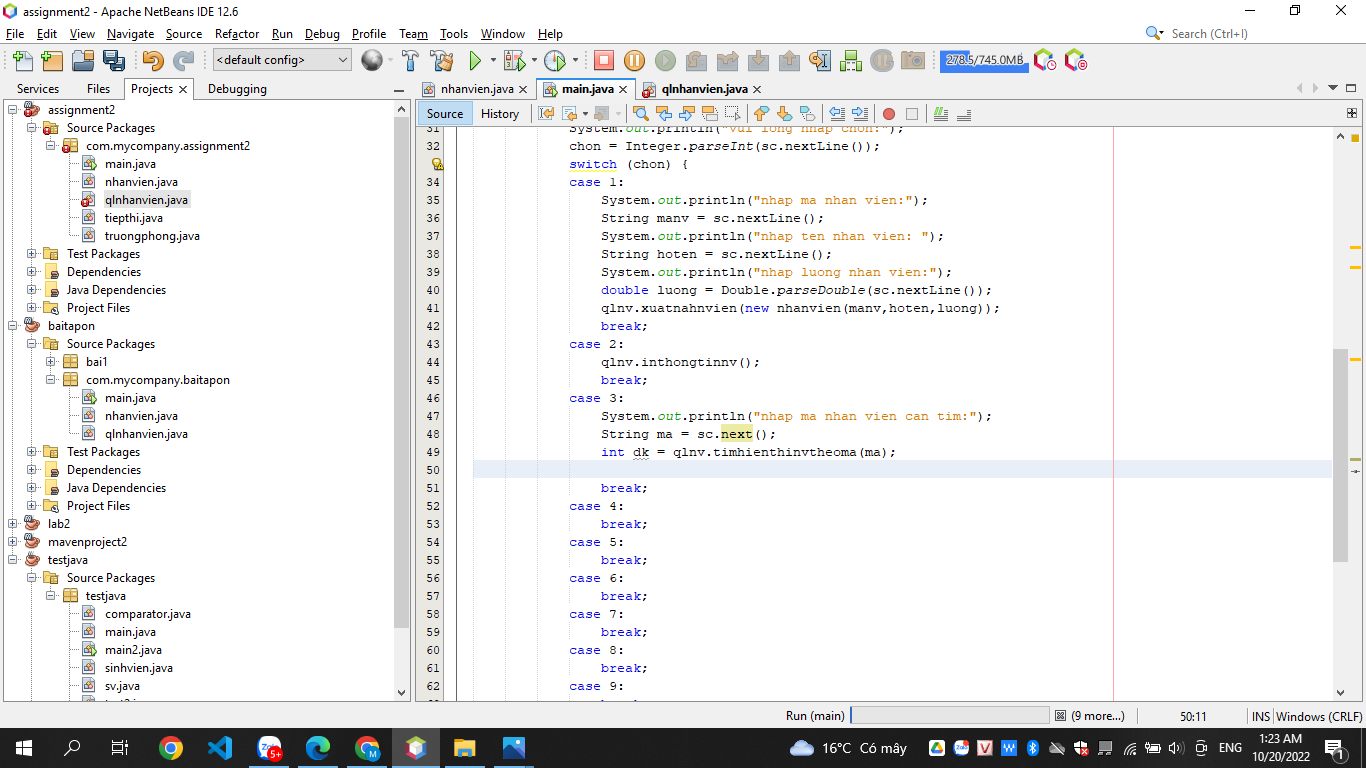 assignment2 - Apache NetBeans IDE 12.6
File Edit View Navigate Source Refactor Run Debug Profile Team Tools Window Help
Search (Ctrl+I)
<default config>
278.5/745.0MB
Services Files Projects Debugging
nhanvien.java main.java qlnhanvien.java
Source History
assignment2
Source Packages
com.mycompany.assignment2
main.java
nhanvien.java
qlnhanvien.java
tiepthi.java
truongphong.java
Test Packages
Dependencies
Java Dependencies
Project Files
baitapon
Source Packages
bai1
com.mycompany.baitapon
main.java
nhanvien.java
qlnhanvien.java
Test Packages
Dependencies
Java Dependencies
Project Files
lab2
mavenproject2
testjava
Source Packages
testjava
comparator.java
main.java
main2.java
sinhvien.java
sv.java
31 System.out.println("vui long nhap chon:");
32 chon = Integer.parseInt(sc.nextLine());
switch (chon) {
34 case 1:
35 System.out.println("nhap ma nhan vien:");
36 String manv = sc.nextLine();
37 System.out.println("nhap ten nhan vien: ");
38 String hoten = sc.nextLine();
39 System.out.println("nhap luong nhan vien:");
40 double luong = Double.parseDouble(sc.nextLine());
41 qlnv.xuatnahnvien(new nhanvien(manv,hoten,luong));
42 break;
43 case 2:
44 qlnv.inthongtinnv();
45 break;
46 case 3:
47 System.out.println("nhap ma nhan vien can tim:");
48 String ma = sc.next();
49 int dk = qlnv.timhienthinvtheoma(ma);
50
51 break;
52 case 4:
53 break;
54 case 5:
55 break;
56 case 6:
57 break;
58 case 7:
59 break;
60 case 8:
61 break;
62 case 9:
Run (main) (9 more...) 50:11 INS Windows (CRLF)
16°C Có mây ENG 1:23 AM
10/20/2022